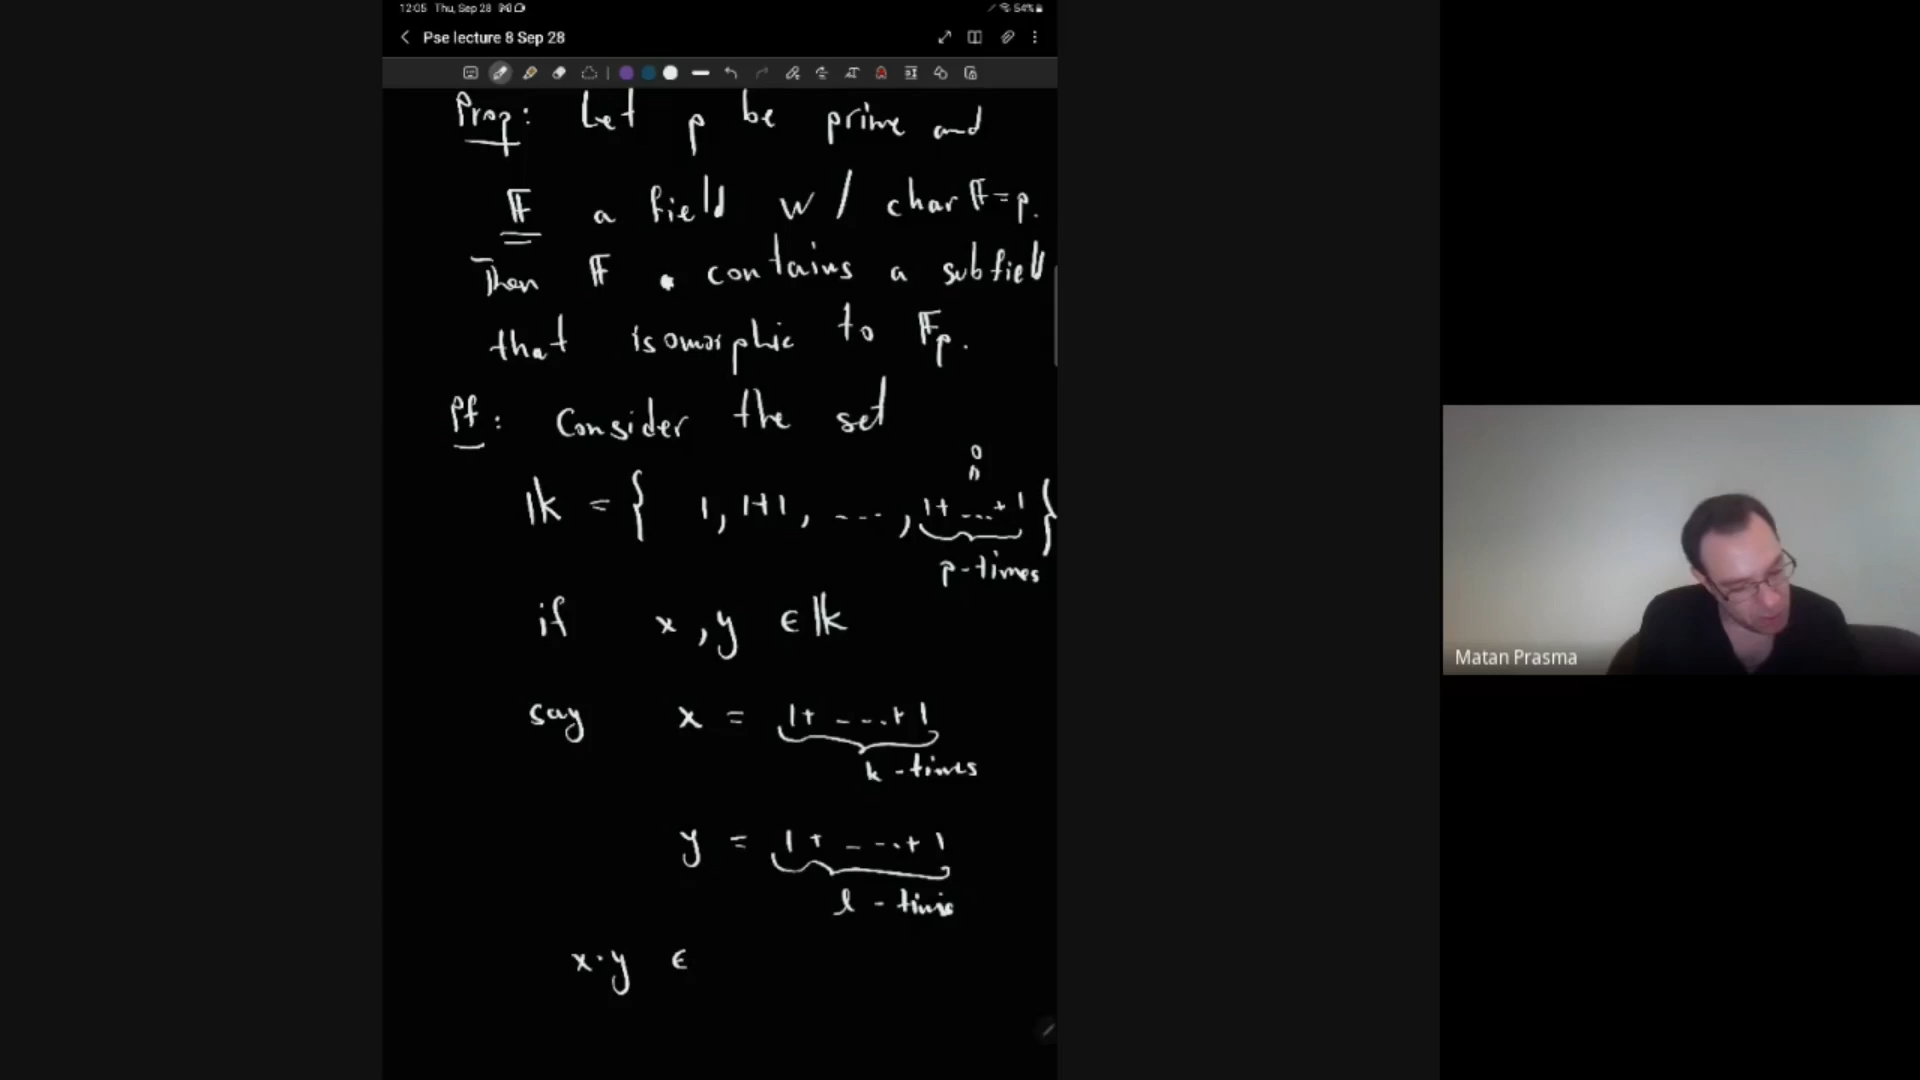 12:05 Thu, Sep 28
54%
Pse lecture 8 Sep 28
Prop: Let p be prime and
𝔽 a field w/ char 𝔽=p.
Then 𝔽 contains a subfield
that isomorphic to 𝔽p.
Pf: Consider the set
0
𝕜 = { 1, 1+1, ---, 1+ ...+ 1 }
p-times
if x, y ∈ 𝕜
say x = 1+ ---+ 1
k-times
y = 1+ ---+ 1
l-times
x·y ∈
Matan Prasma